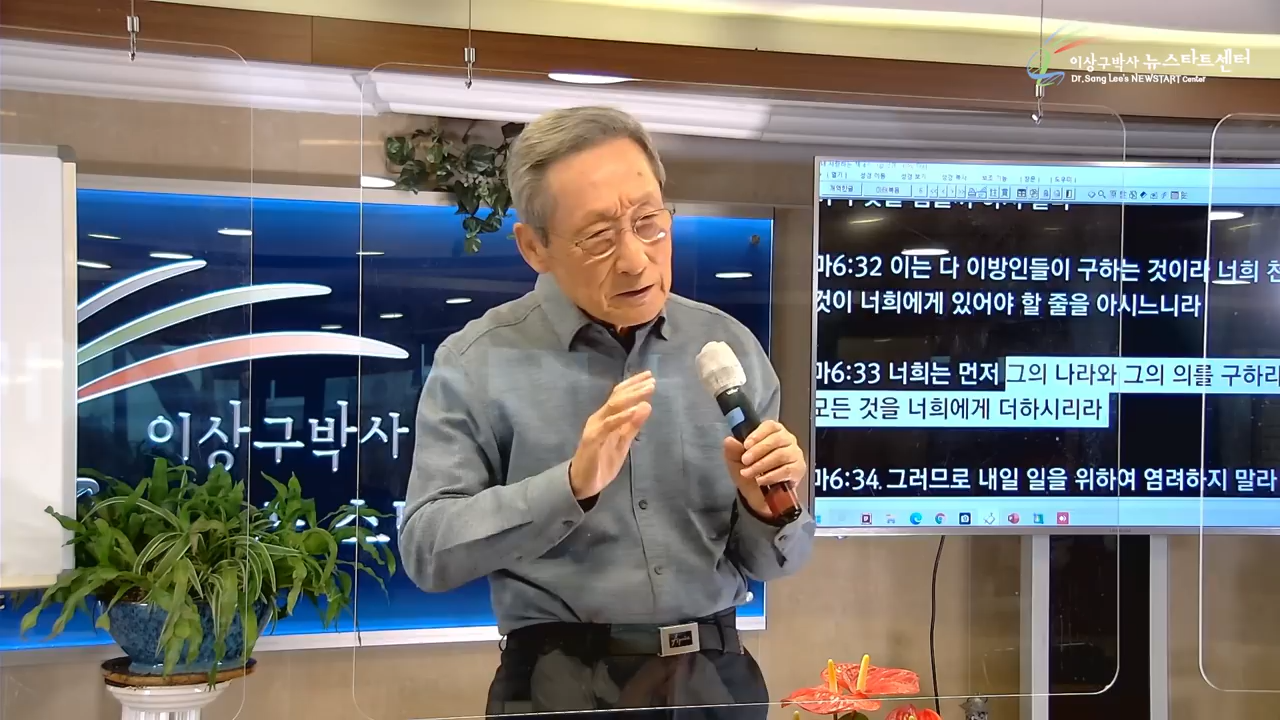 이상구박사 뉴스타트센터
Dr.Sang Lee's NEWSTART Center
이상구박사
마6:32 이는 다 이방인들이 구하는 것이라 너희
것이 너희에게 있어야 할 줄을 아시느니라
마6:33 너희는 먼저 그의 나라와 그의 의를 구하
모든 것을 너희에게 더하시리라
마6:34 그러므로 내일 일을 위하여 염려하지 말라